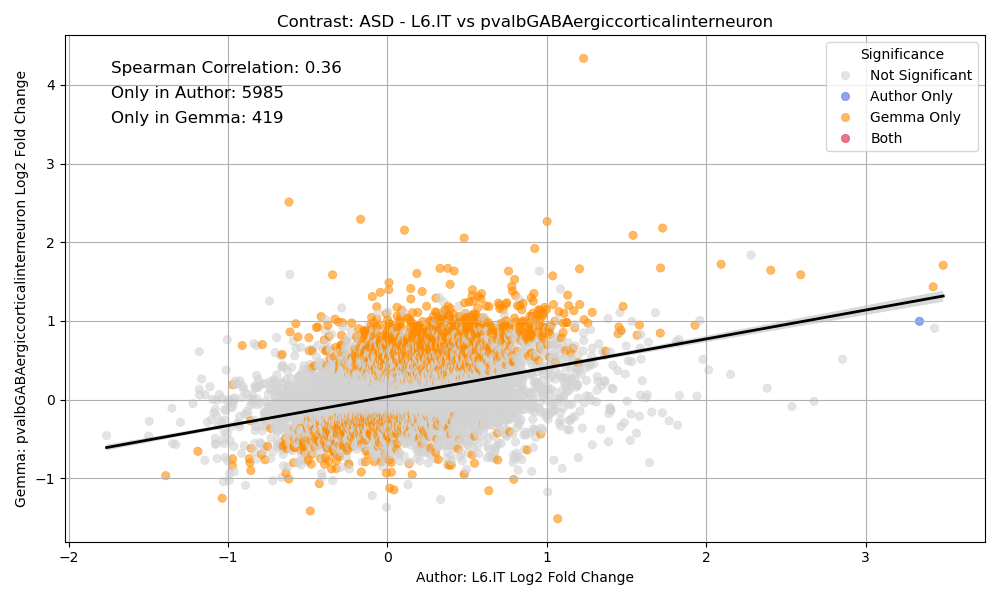 Contrast: ASD - L6.IT vs pvalbGABAergiccorticalinterneuron
Spearman Correlation: 0.36
Only in Author: 5985
Only in Gemma: 419
Significance
Not Significant
Author Only
Gemma Only
Both
Gemma: pvalbGABAergiccorticalinterneuron Log2 Fold Change
4
3
2
1
0
−1
−2
−1
0
1
2
3
Author: L6.IT Log2 Fold Change